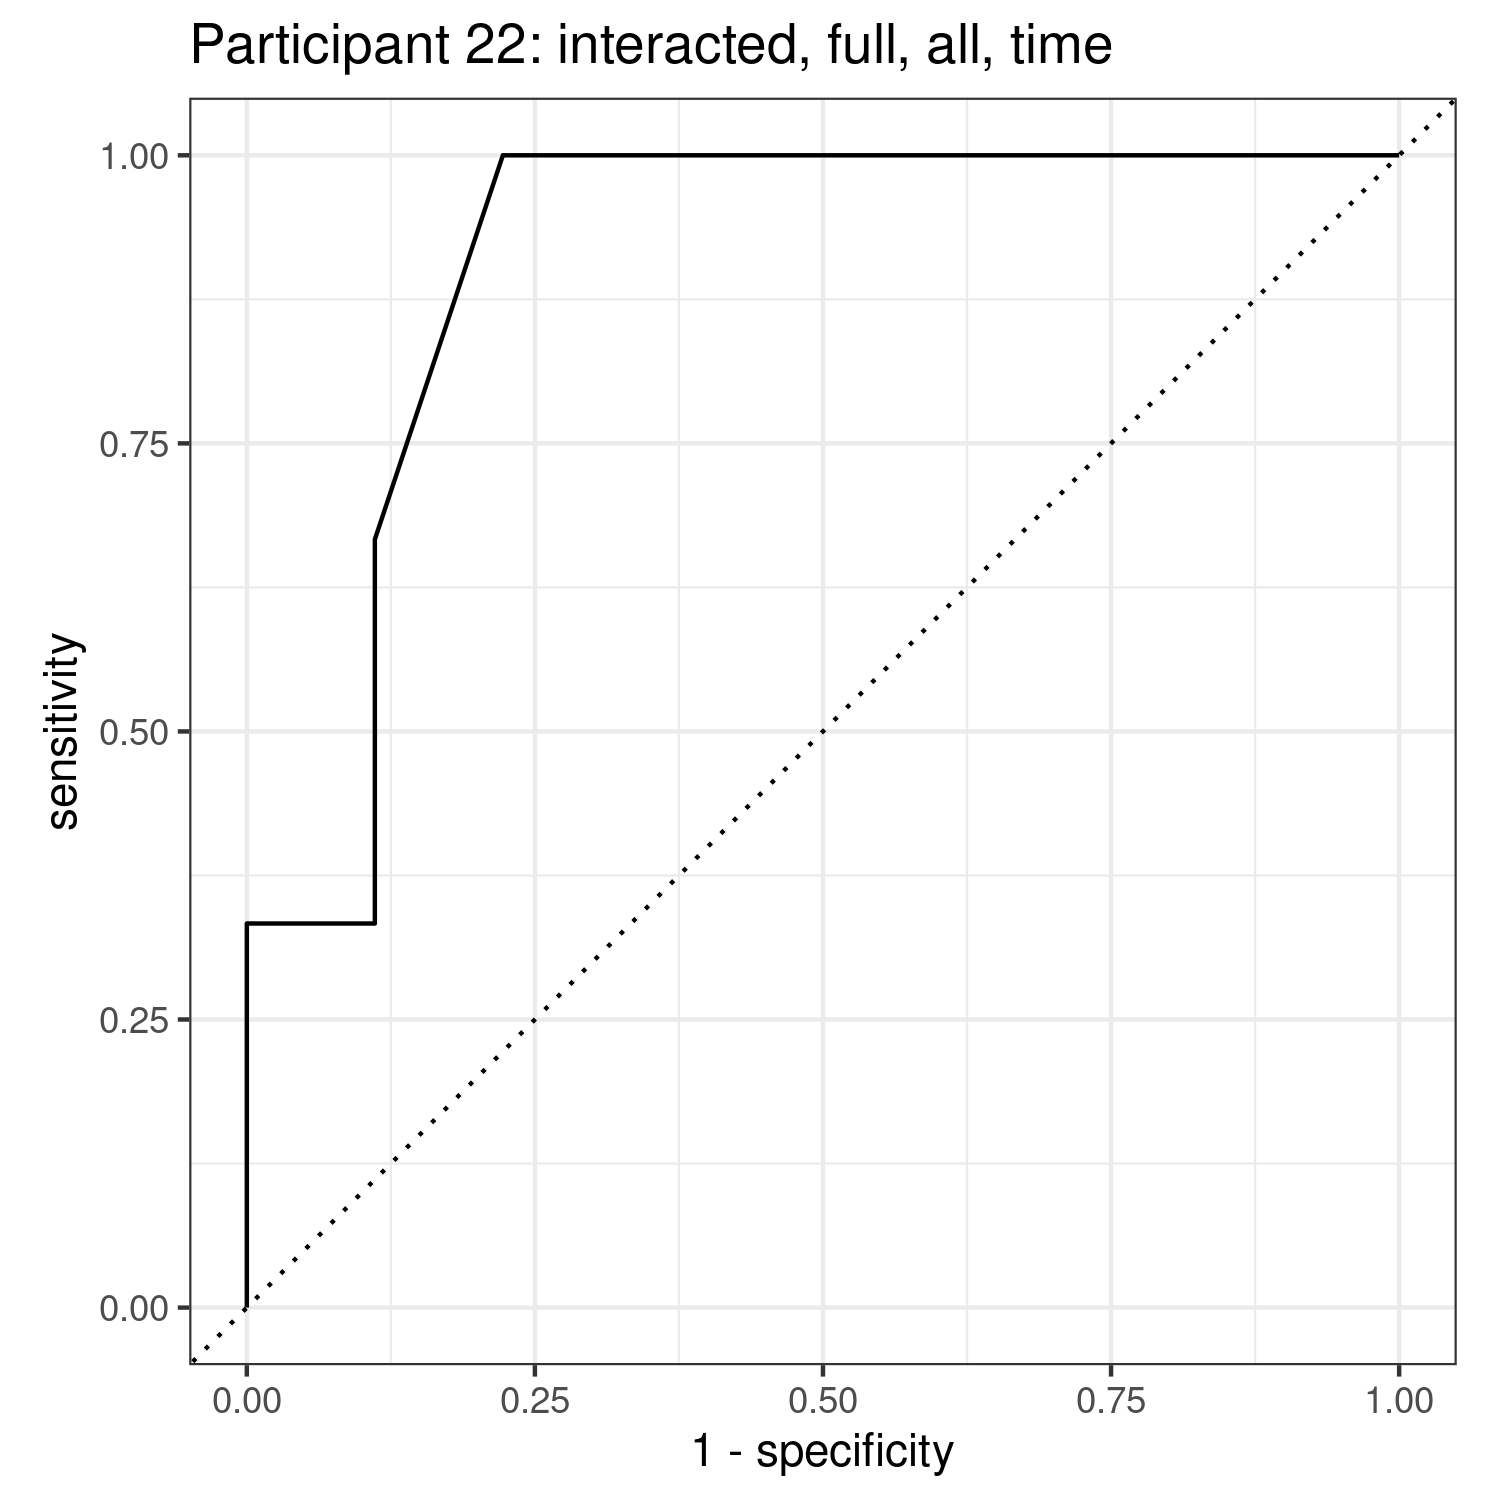 Participant 22: interacted, full, all, time
1.00
0.75
0.50
0.25
0.00
sensitivity
0.00 0.25 0.50 0.75 1.00
1 - specificity